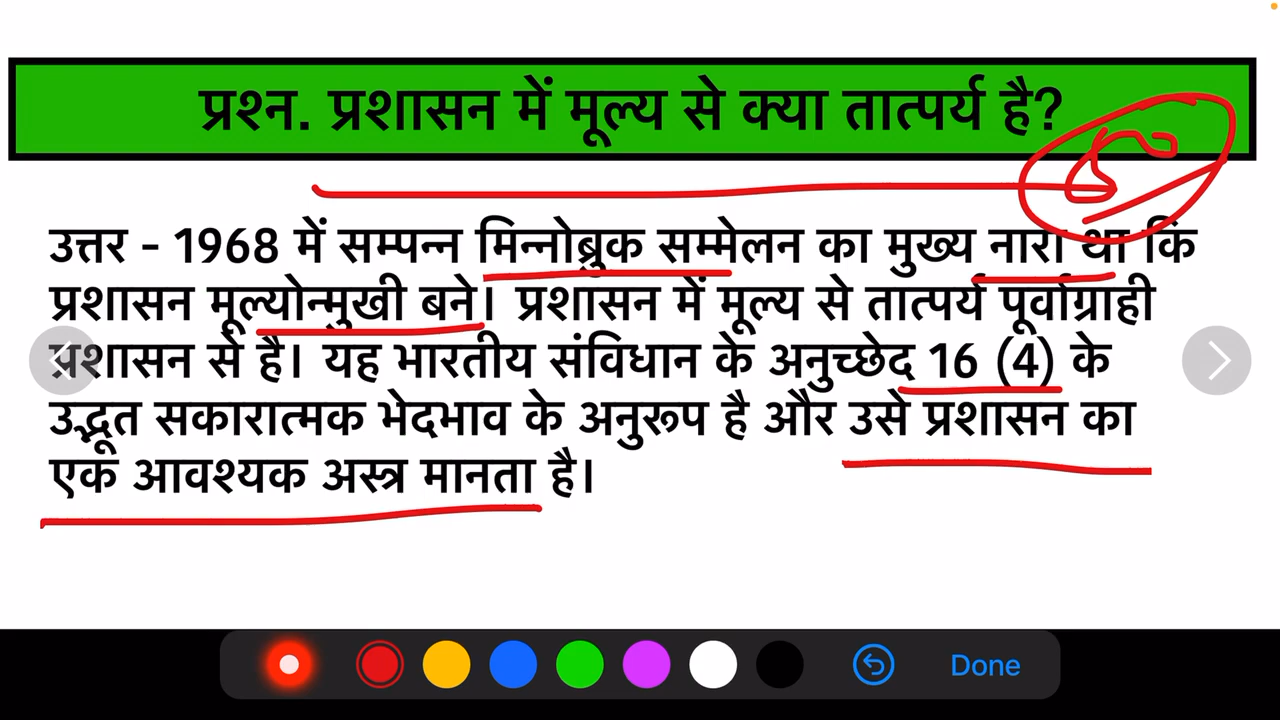 प्रश्न. प्रशासन में मूल्य से क्या तात्पर्य है?
उत्तर - 1968 में सम्पन्न मिन्नोब्रुक सम्मेलन का मुख्य नारा था कि
प्रशासन मूल्योन्मुखी बने। प्रशासन में मूल्य से तात्पर्य पूर्वाग्राही
प्रशासन से है। यह भारतीय संविधान के अनुच्छेद 16 (4) के
उद्भूत सकारात्मक भेदभाव के अनुरूप है और उसे प्रशासन का
एक आवश्यक अस्त्र मानता है।
Done